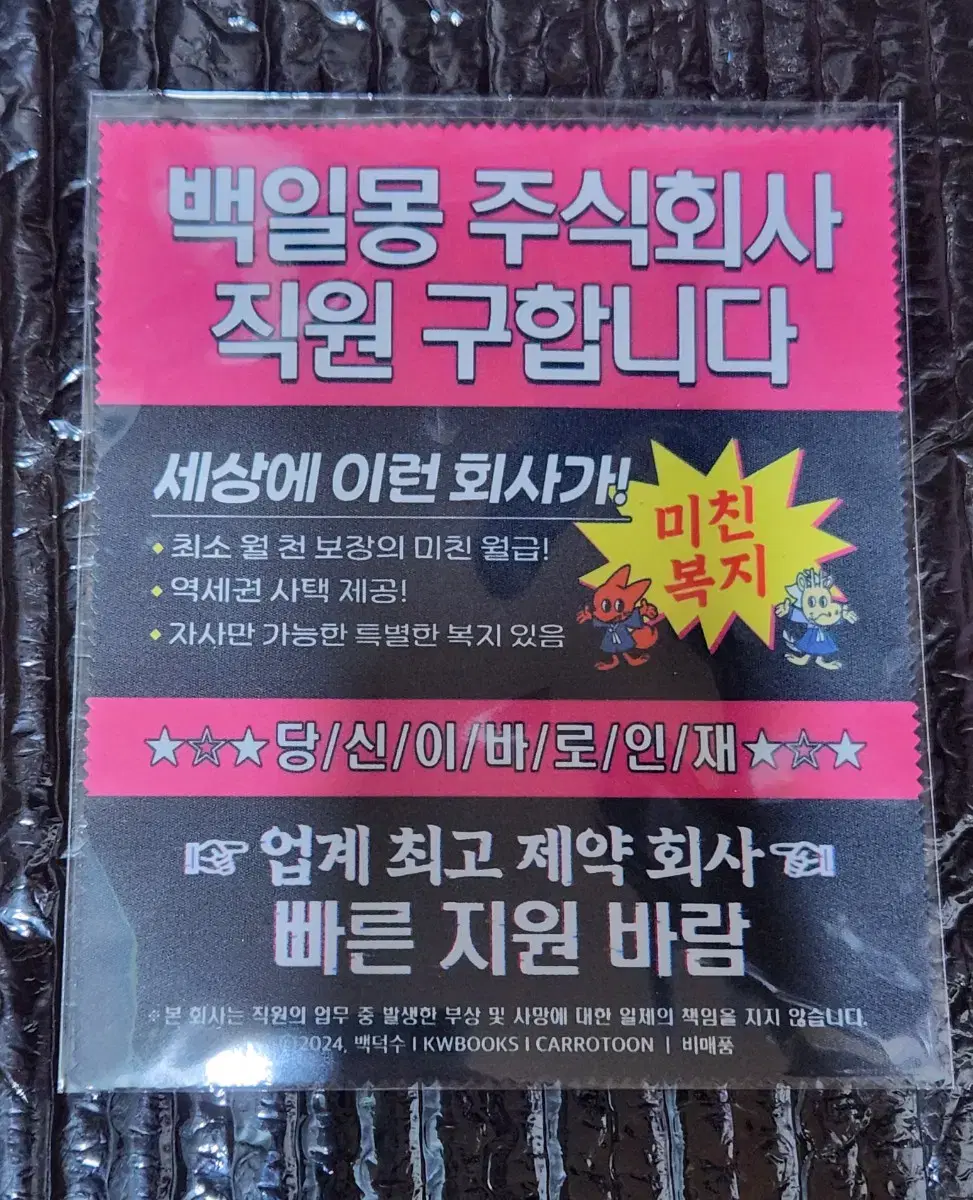 백일몽 주식회사
직원 구합니다
세상에 이런 회사가!
• 최소 월 천 보장의 미친 월급!
• 역세권 사택 제공!
• 자사만 가능한 특별한 복지 있음
미친
복지
★☆★당/신/이/바/로/인/재★☆★
☞업계 최고 제약 회사☜
빠른 지원 바람
※본 회사는 직원의 업무 중 발생한 부상 및 사망에 대한 일체의 책임을 지지 않습니다.
ⓒ2024, 백덕수 I KWBOOKS I CARROTOON | 비매품